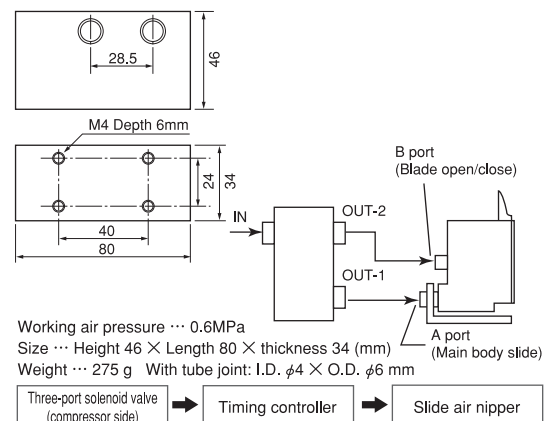 28.5
46
M4 Depth 6mm
24
34
40
80
B port
(Blade open/close)
IN
OUT-2
OUT-1
A port
(Main body slide)
Working air pressure ··· 0.6MPa
Size ··· Height 46 × Length 80 × thickness 34 (mm)
Weight ··· 275 g With tube joint: I.D. ϕ4 × O.D. ϕ6 mm
Three-port solenoid valve
(compressor side)
Timing controller
Slide air nipper